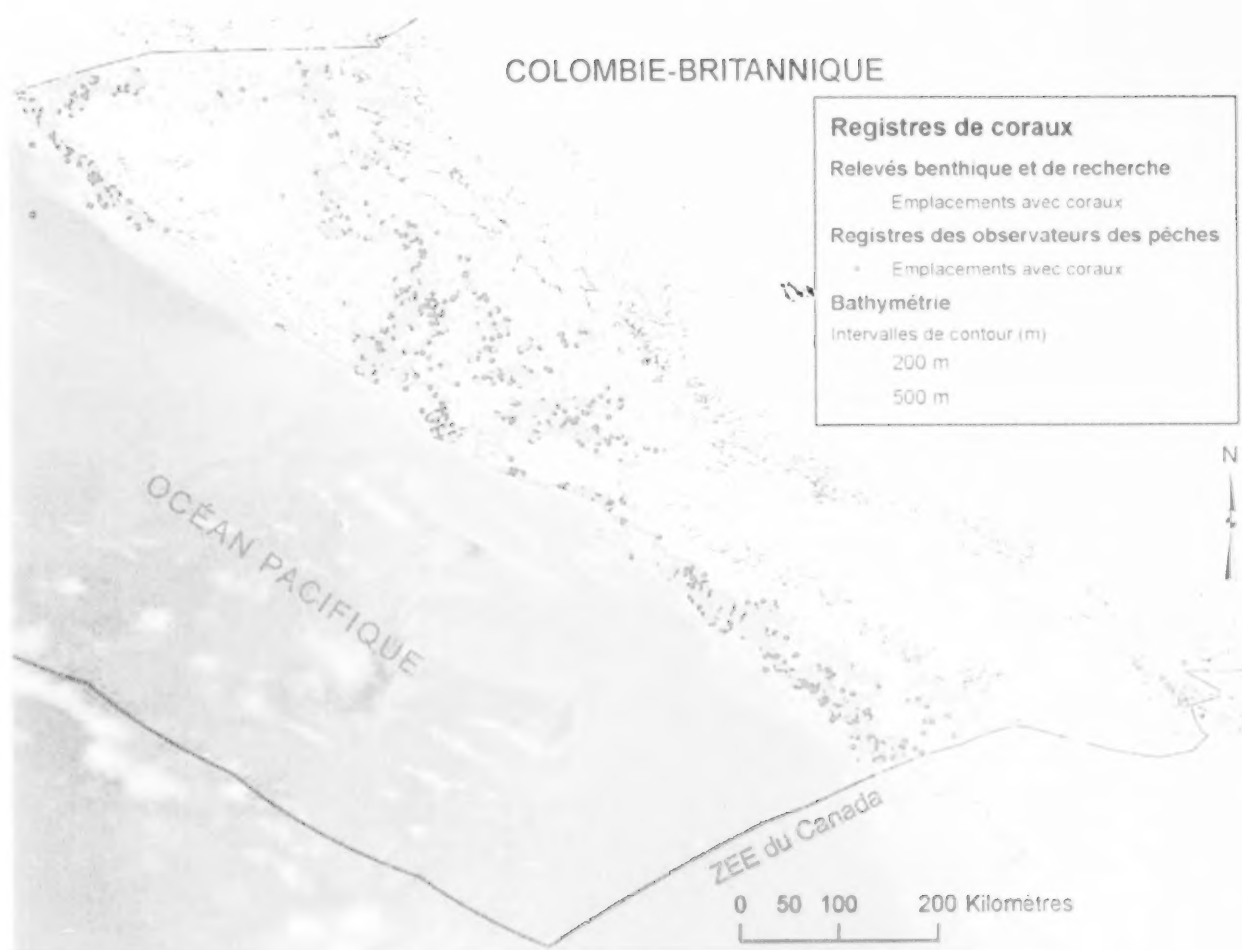 COLOMBIE-BRITANNIQUE
Registres de coraux
Relevés benthique et de recherche
Emplacements avec coraux
Registres des observateurs des pêches
Emplacements avec coraux
Bathymétrie
Intervalles de contour (m)
200 m
500 m
N
OCÉAN PACIFIQUE
ZEE du Canada
0 50 100 200 Kilomètres